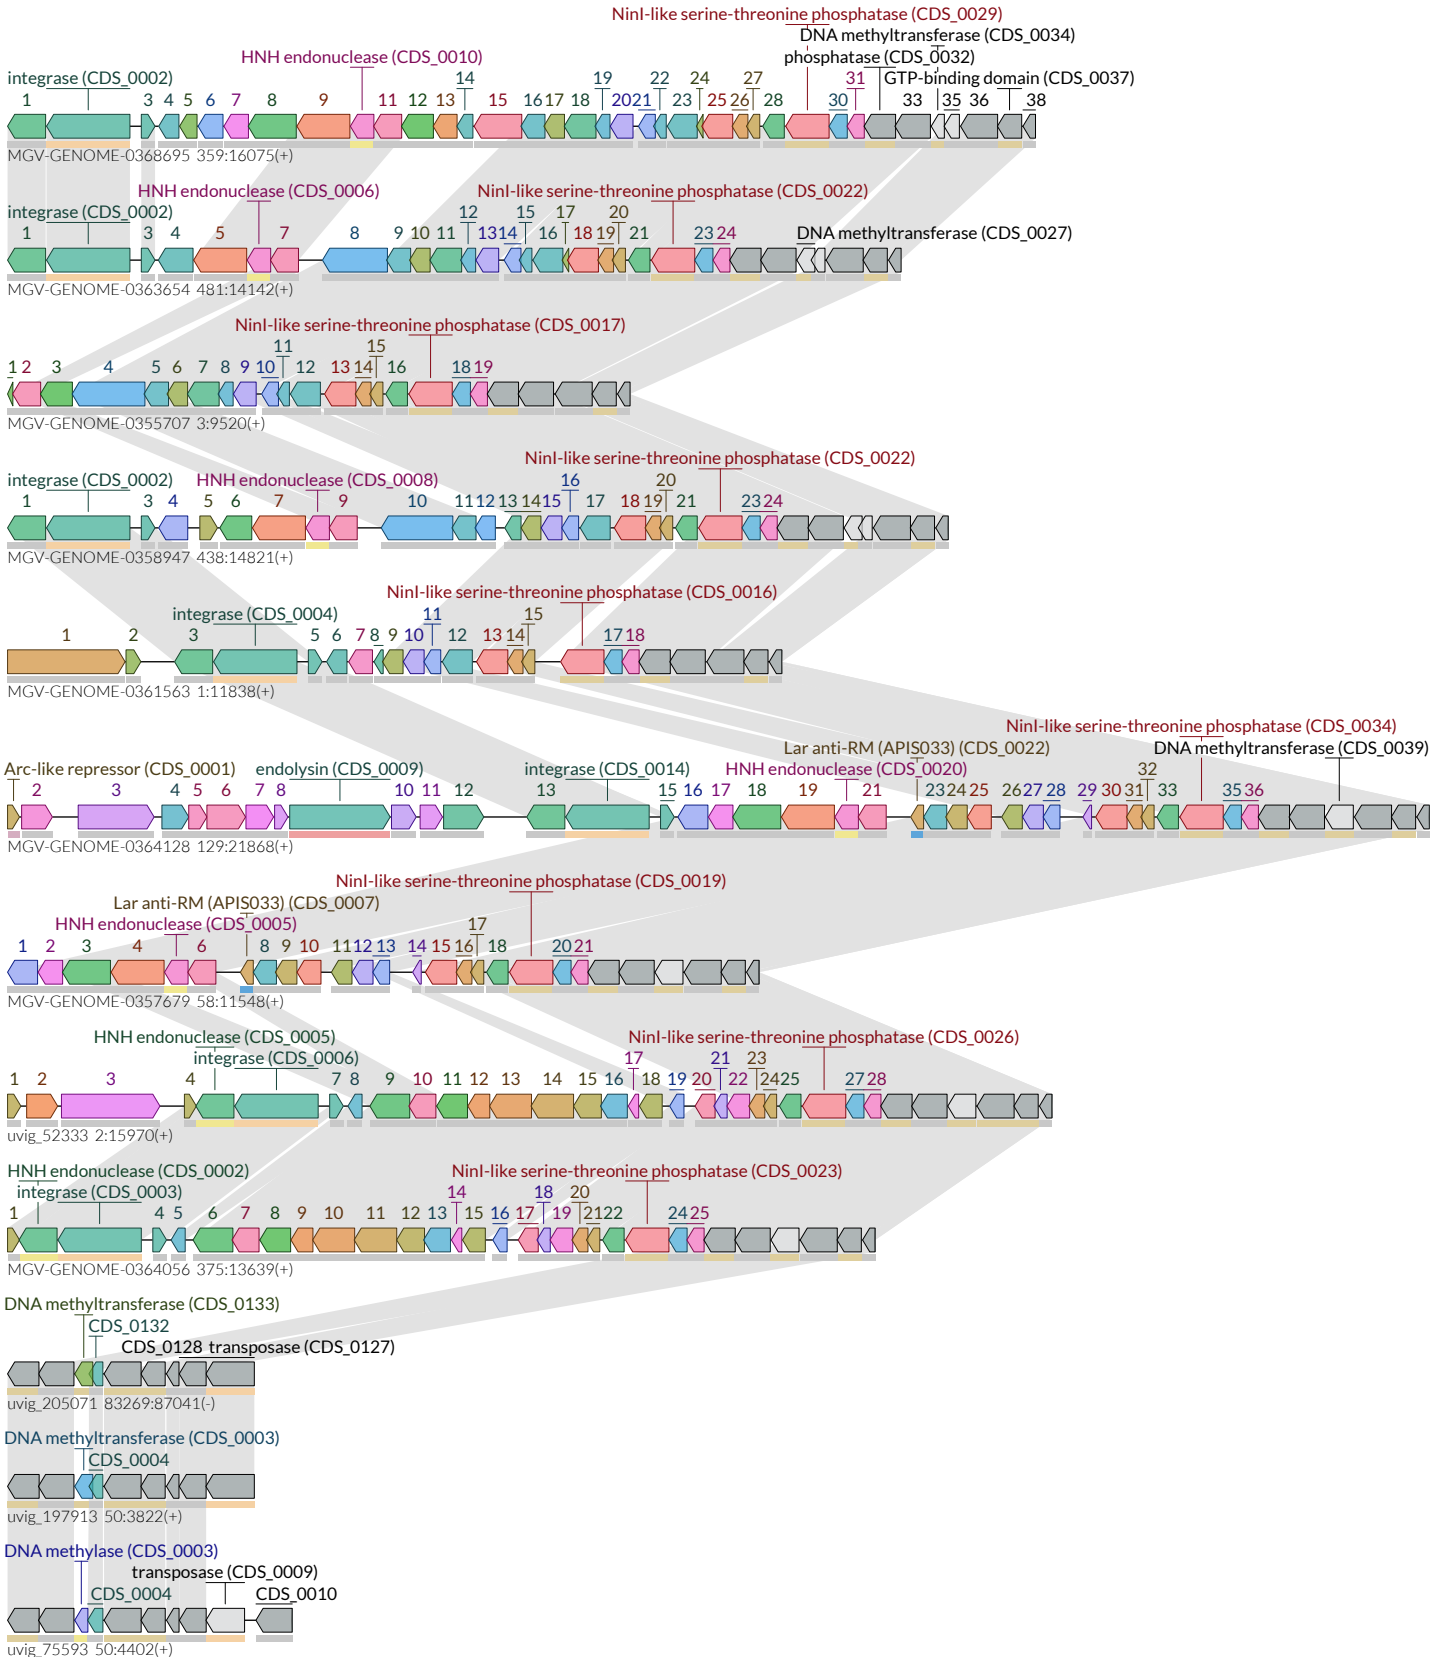 NinI-like serine-threonine phosphatase (CDS_0029)
DNA methyltransferase (CDS_0034)
HNH endonuclease (CDS_0010) phosphatase (CDS_0032)
integrase (CDS_0002) 14 19 22 24 27 31 GTP-binding domain (CDS_0037)
1 3 4 5 6 7 8 9 11 12 13 15 16 17 18 20 21 23 25 26 28 30 33 35 36 38
MGV-GENOME-0368695 359:16075(+)
HNH endonuclease (CDS_0006) NinI-like serine-threonine phosphatase (CDS_0022)
integrase (CDS_0002) 12 15 17 20
1 3 4 5 7 8 9 10 11 13 14 16 18 19 21 23 24 DNA methyltransferase (CDS_0027)
MGV-GENOME-0363654 481:14142(+)
NinI-like serine-threonine phosphatase (CDS_0017)
11 15
1 2 3 4 5 6 7 8 9 10 12 13 14 16 18 19
MGV-GENOME-0355707 3:9520(+)
NinI-like serine-threonine phosphatase (CDS_0022)
integrase (CDS_0002) HNH endonuclease (CDS_0008) 16 20
1 3 4 5 6 7 9 10 11 12 13 14 15 17 18 19 21 23 24
MGV-GENOME-0358947 438:14821(+)
NinI-like serine-threonine phosphatase (CDS_0016)
integrase (CDS_0004) 11 15
1 2 3 5 6 7 8 9 10 12 13 14 17 18
MGV-GENOME-0361563 1:11838(+)
NinI-like serine-threonine phosphatase (CDS_0034)
Lar anti-RM (APIS033) (CDS_0022) DNA methyltransferase (CDS_0039)
Arc-like repressor (CDS_0001) endolysin (CDS_0009) integrase (CDS_0014) HNH endonuclease (CDS_0020) 32
2 3 4 5 6 7 8 10 11 12 13 15 16 17 18 19 21 23 24 25 26 27 28 29 30 31 33 35 36
MGV-GENOME-0364128 129:21868(+)
NinI-like serine-threonine phosphatase (CDS_0019)
Lar anti-RM (APIS033) (CDS_0007)
HNH endonuclease (CDS_0005) 17
1 2 3 4 6 8 9 10 11 12 13 14 15 16 18 20 21
MGV-GENOME-0357679 58:11548(+)
HNH endonuclease (CDS_0005) NinI-like serine-threonine phosphatase (CDS_0026)
integrase (CDS_0006) 17 21 23
1 2 3 4 7 8 9 10 11 12 13 14 15 16 18 19 20 22 24 25 27 28
uvig_52333 2:15970(+)
HNH endonuclease (CDS_0002) NinI-like serine-threonine phosphatase (CDS_0023)
integrase (CDS_0003) 14 18 20
1 4 5 6 7 8 9 10 11 12 13 15 16 17 19 21 22 24 25
MGV-GENOME-0364056 375:13639(+)
DNA methyltransferase (CDS_0133)
CDS_0132
CDS_0128 transposase (CDS_0127)
uvig_205071 83269:87041(-)
DNA methyltransferase (CDS_0003)
CDS_0004
uvig_197913 50:3822(+)
DNA methylase (CDS_0003)
transposase (CDS_0009)
CDS_0004 CDS_0010
uvig_75593 50:4402(+)